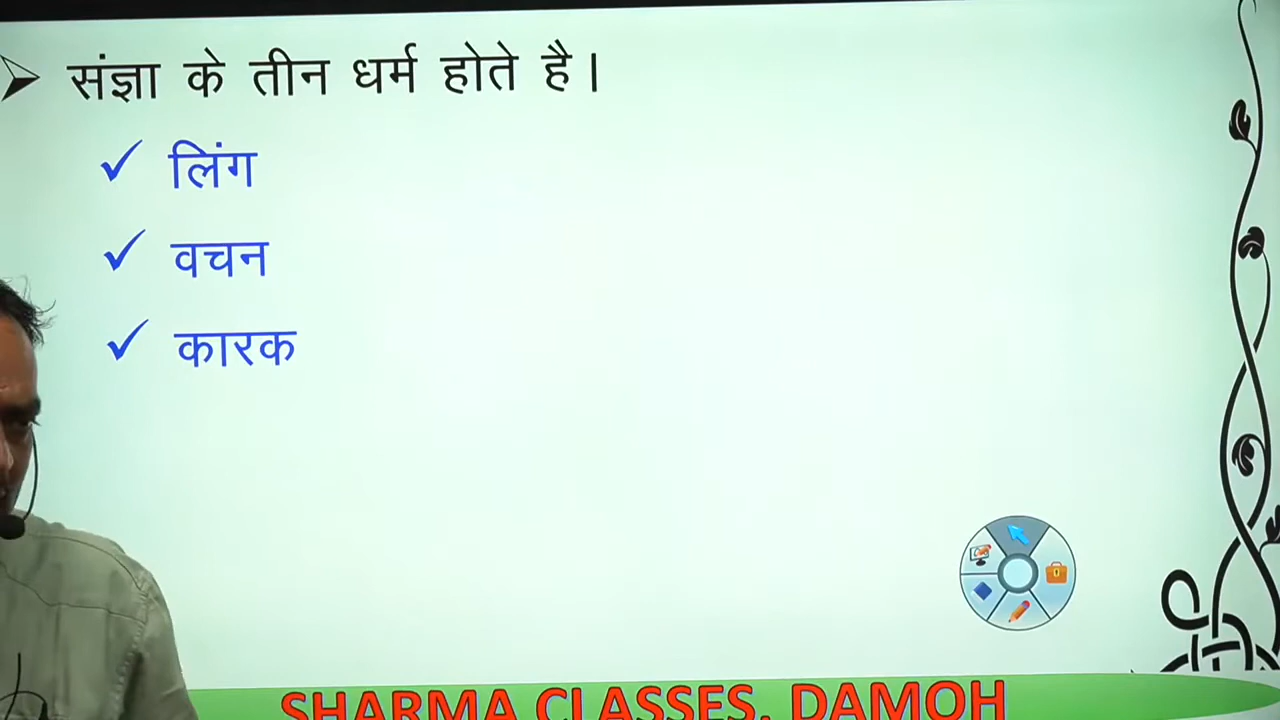 संज्ञा के तीन धर्म होते है।
लिंग
वचन
कारक
SHARMA CLASSES, DAMOH